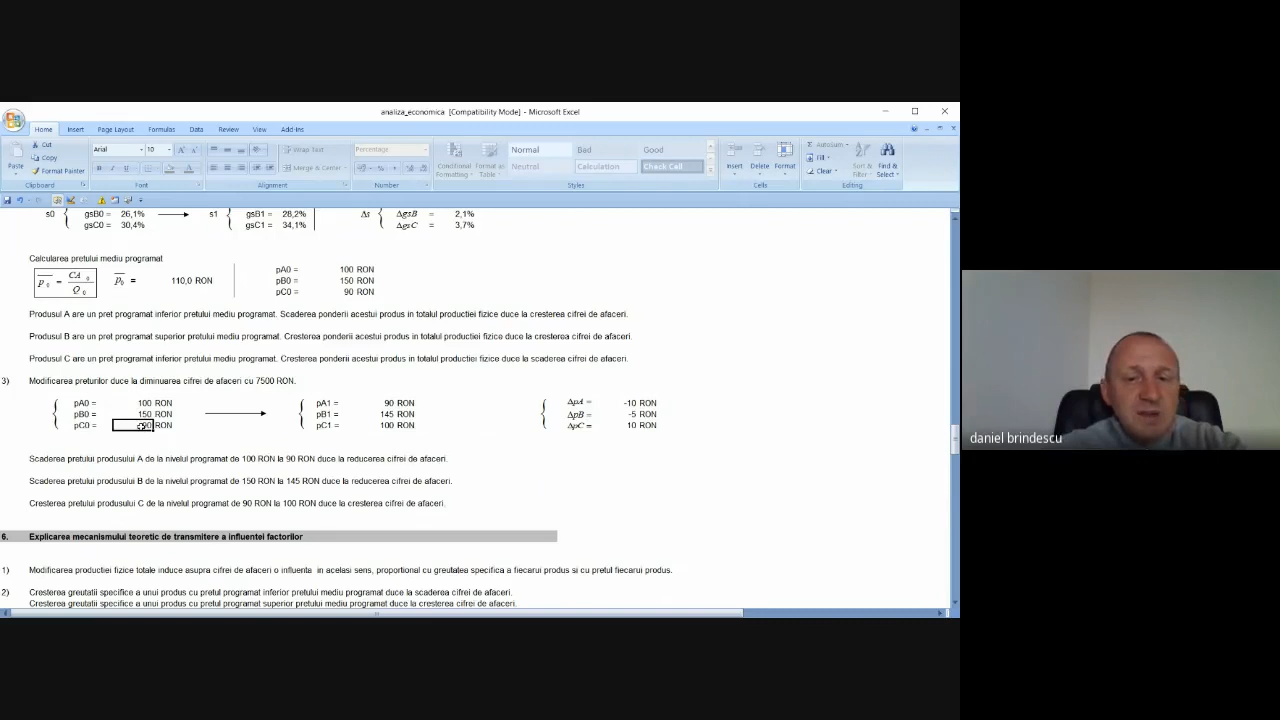 analiza_economica [Compatibility Mode] - Microsoft Excel
Home Insert Page Layout Formulas Data Review View Add-Ins
Cut
Copy
Format Painter
Paste
Clipboard
Arial 10
Font
Wrap Text
Merge & Center
Alignment
Percentage
Number
Conditional Formatting
Format as Table
Normal Bad Good
Neutral Calculation Check Cell
Styles
Insert Delete Format
Cells
Autosum
Fill
Clear
Sort & Filter
Find & Select
Editing
s0 gsB0 = 26,1% s1 gsB1 = 28,2% Δs ΔgsB = 2,1%
gsC0 = 30,4% gsC1 = 34,1% ΔgsC = 3,7%
Calcularea pretului mediu programat
p0 = CA0 / Q0 p0 = 110,0 RON
pA0 = 100 RON
pB0 = 150 RON
pC0 = 90 RON
Produsul A are un pret programat inferior pretului mediu programat. Scaderea ponderii acestui produs in totalul productiei fizice duce la cresterea cifrei de afaceri.
Produsul B are un pret programat superior pretului mediu programat. Cresterea ponderii acestui produs in totalul productiei fizice duce la cresterea cifrei de afaceri.
Produsul C are un pret programat inferior pretului mediu programat. Cresterea ponderii acestui produs in totalul productiei fizice duce la scaderea cifrei de afaceri.
3) Modificarea preturilor duce la diminuarea cifrei de afaceri cu 7500 RON.
pA0 = 100 RON pA1 = 90 RON ΔpA = -10 RON
pB0 = 150 RON pB1 = 145 RON ΔpB = -5 RON
pC0 = 90 RON pC1 = 100 RON ΔpC = 10 RON
Scaderea pretului produsului A de la nivelul programat de 100 RON la 90 RON duce la reducerea cifrei de afaceri.
Scaderea pretului produsului B de la nivelul programat de 150 RON la 145 RON duce la reducerea cifrei de afaceri.
Cresterea pretului produsului C de la nivelul programat de 90 RON la 100 RON duce la cresterea cifrei de afaceri.
6. Explicarea mecanismului teoretic de transmitere a influentei factorilor
1) Modificarea productiei fizice totale induce asupra cifrei de afaceri o influenta in acelasi sens, proportional cu greutatea specifica a fiecarui produs si cu pretul fiecarui produs.
2) Cresterea greutatii specifice a unui produs cu pretul programat inferior pretului mediu programat duce la scaderea cifrei de afaceri.
Cresterea greutatii specifice a unui produs cu pretul programat superior pretului mediu programat duce la cresterea cifrei de afaceri.
daniel brindescu